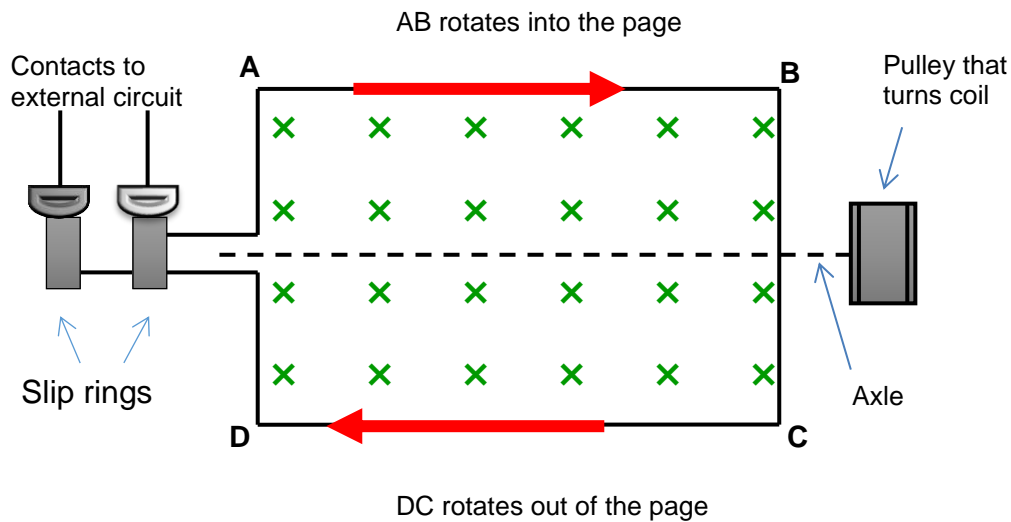 AB rotates into the page
Contacts to
external circuit
A
B
Pulley that
turns coil
Slip rings
Axle
D
C
DC rotates out of the page